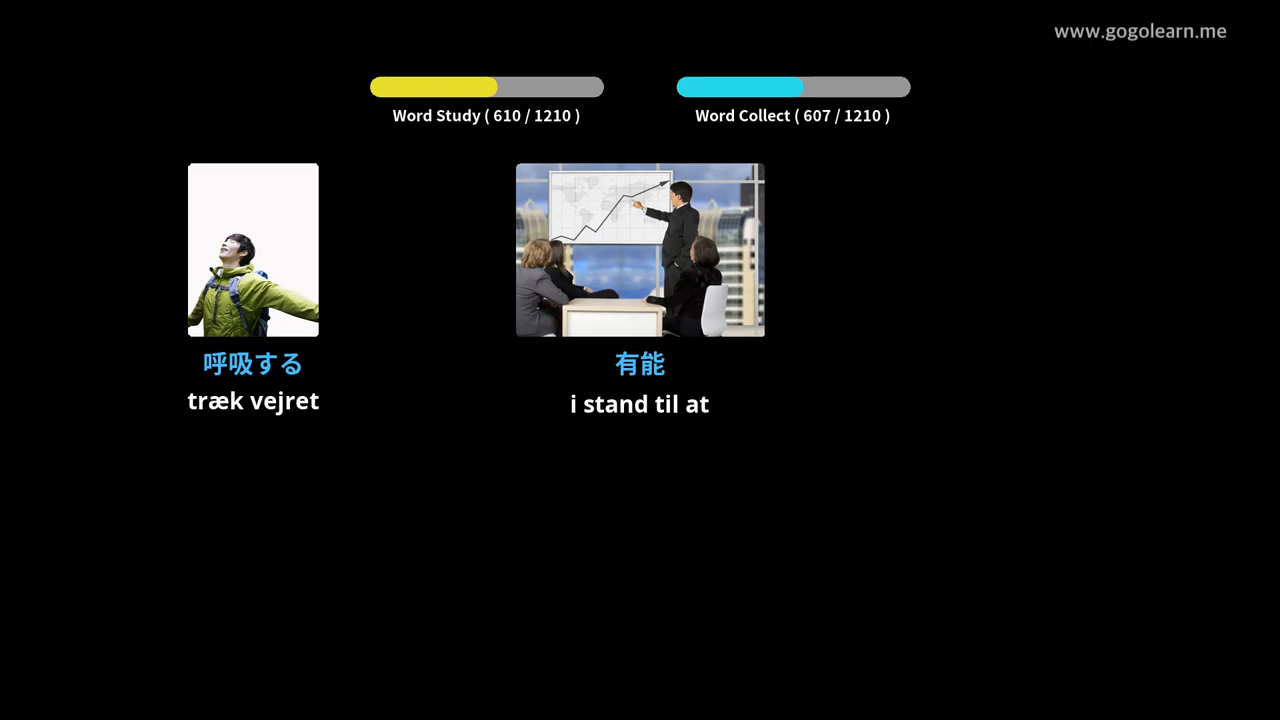 www.gogolearn.me
Word Study ( 610 / 1210 )
Word Collect ( 607 / 1210 )
呼吸する
træk vejret
有能
i stand til at